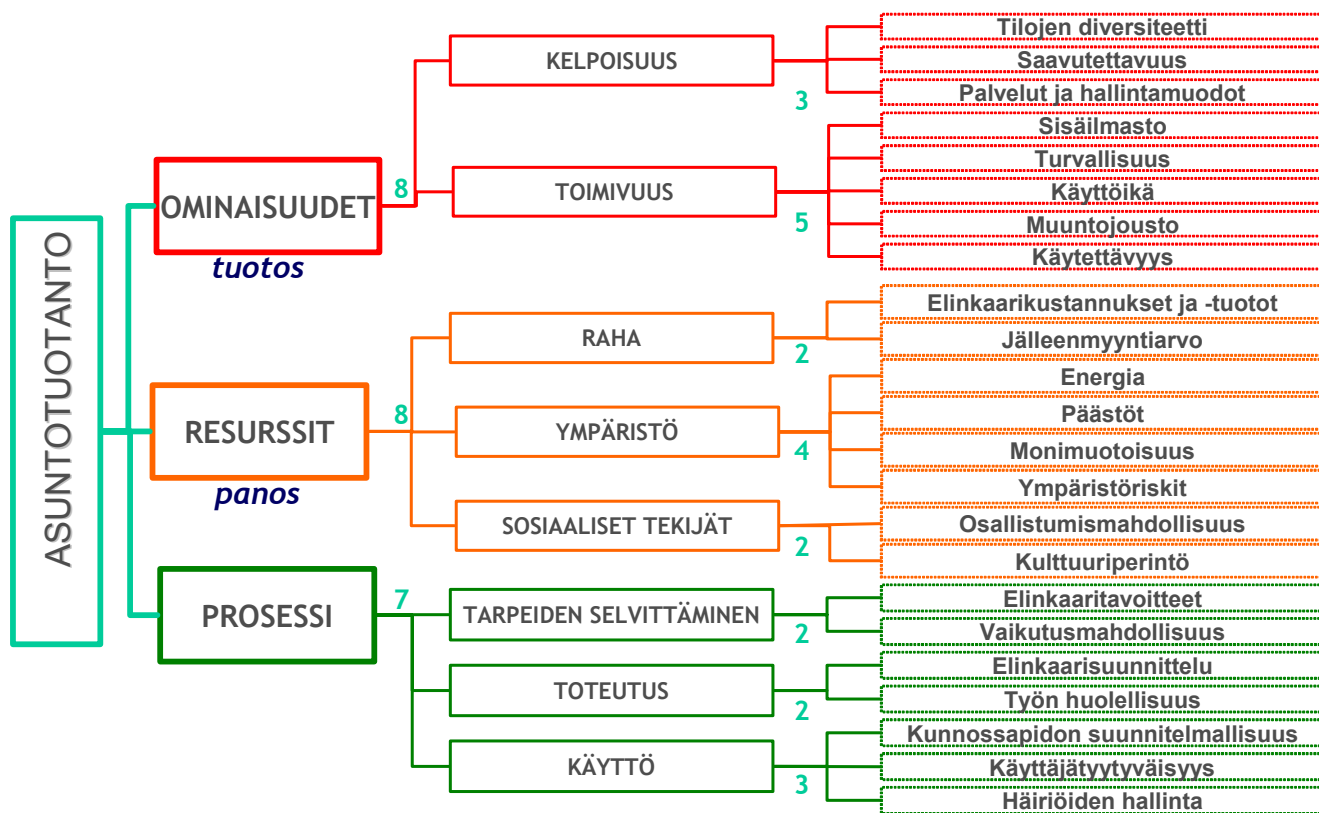 ASUNTOTUOTANTO
OMINAISUUDET
tuotos
8
KELPOISUUS
3
Tilojen diversiteetti
Saavutettavuus
Palvelut ja hallintamuodot
TOIMIVUUS
5
Sisäilmasto
Turvallisuus
Käyttöikä
Muuntojousto
Käytettävyys
RESURSSIT
panos
8
RAHA
2
Elinkaarikustannukset ja -tuotot
Jälleenmyyntiarvo
YMPÄRISTÖ
4
Energia
Päästöt
Monimuotoisuus
Ympäristöriskit
SOSIAALISET TEKIJÄT
2
Osallistumismahdollisuus
Kulttuuriperintö
PROSESSI
7
TARPEIDEN SELVITTÄMINEN
2
Elinkaaritavoitteet
Vaikutusmahdollisuus
TOTEUTUS
2
Elinkaarisuunnittelu
Työn huolellisuus
KÄYTTÖ
3
Kunnossapidon suunnitelmallisuus
Käyttäjätyytyväisyys
Häiriöiden hallinta